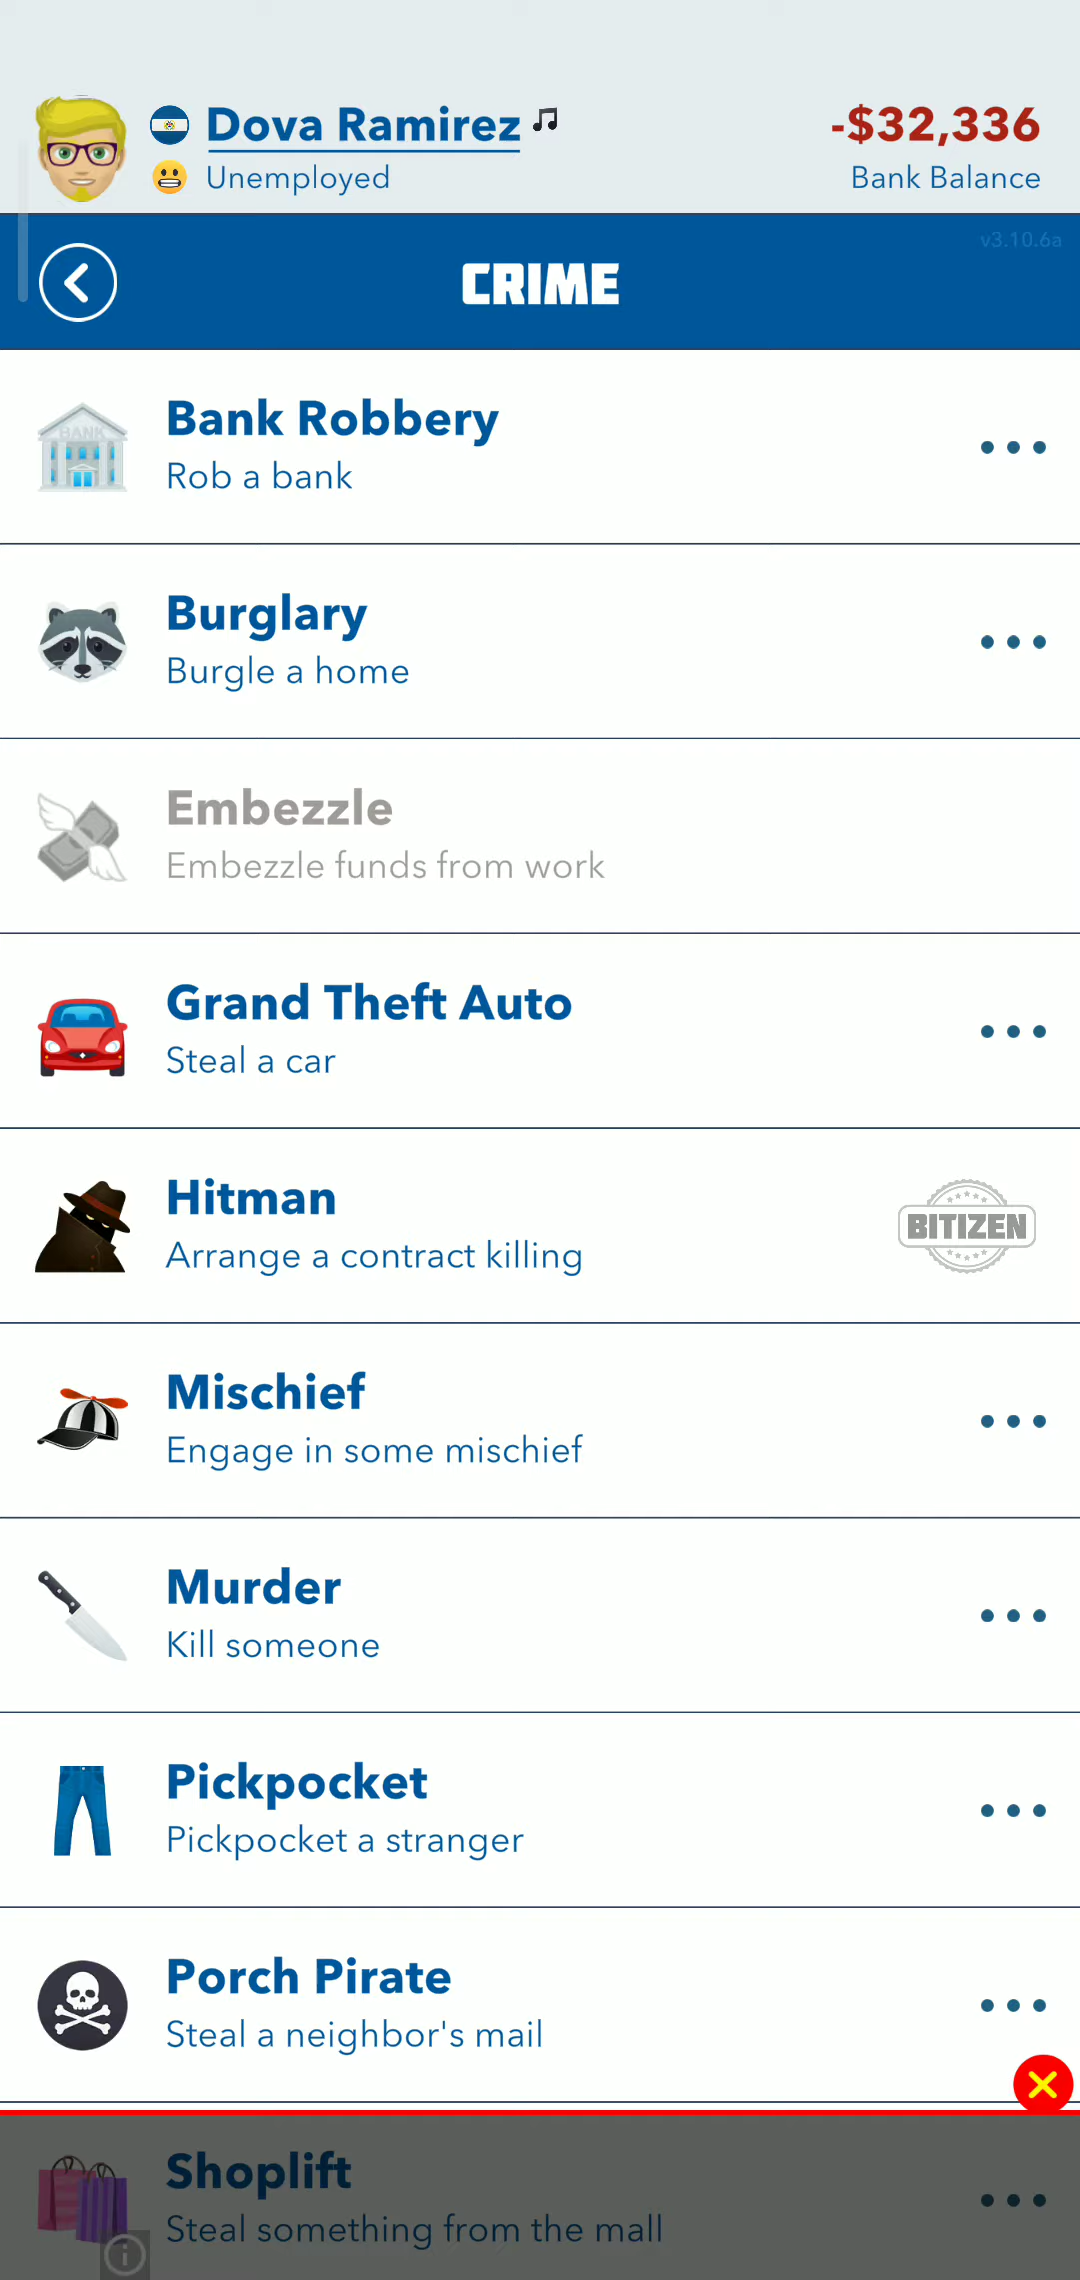 Dova Ramirez
-$32,336
Unemployed
Bank Balance
v3.10.6a
CRIME
BANK
Bank Robbery
Rob a bank
Burglary
Burgle a home
Embezzle
Embezzle funds from work
Grand Theft Auto
Steal a car
Hitman
Arrange a contract killing
BITIZEN
Mischief
Engage in some mischief
Murder
Kill someone
Pickpocket
Pickpocket a stranger
Porch Pirate
Steal a neighbor's mail
Shoplift
Steal something from the mall